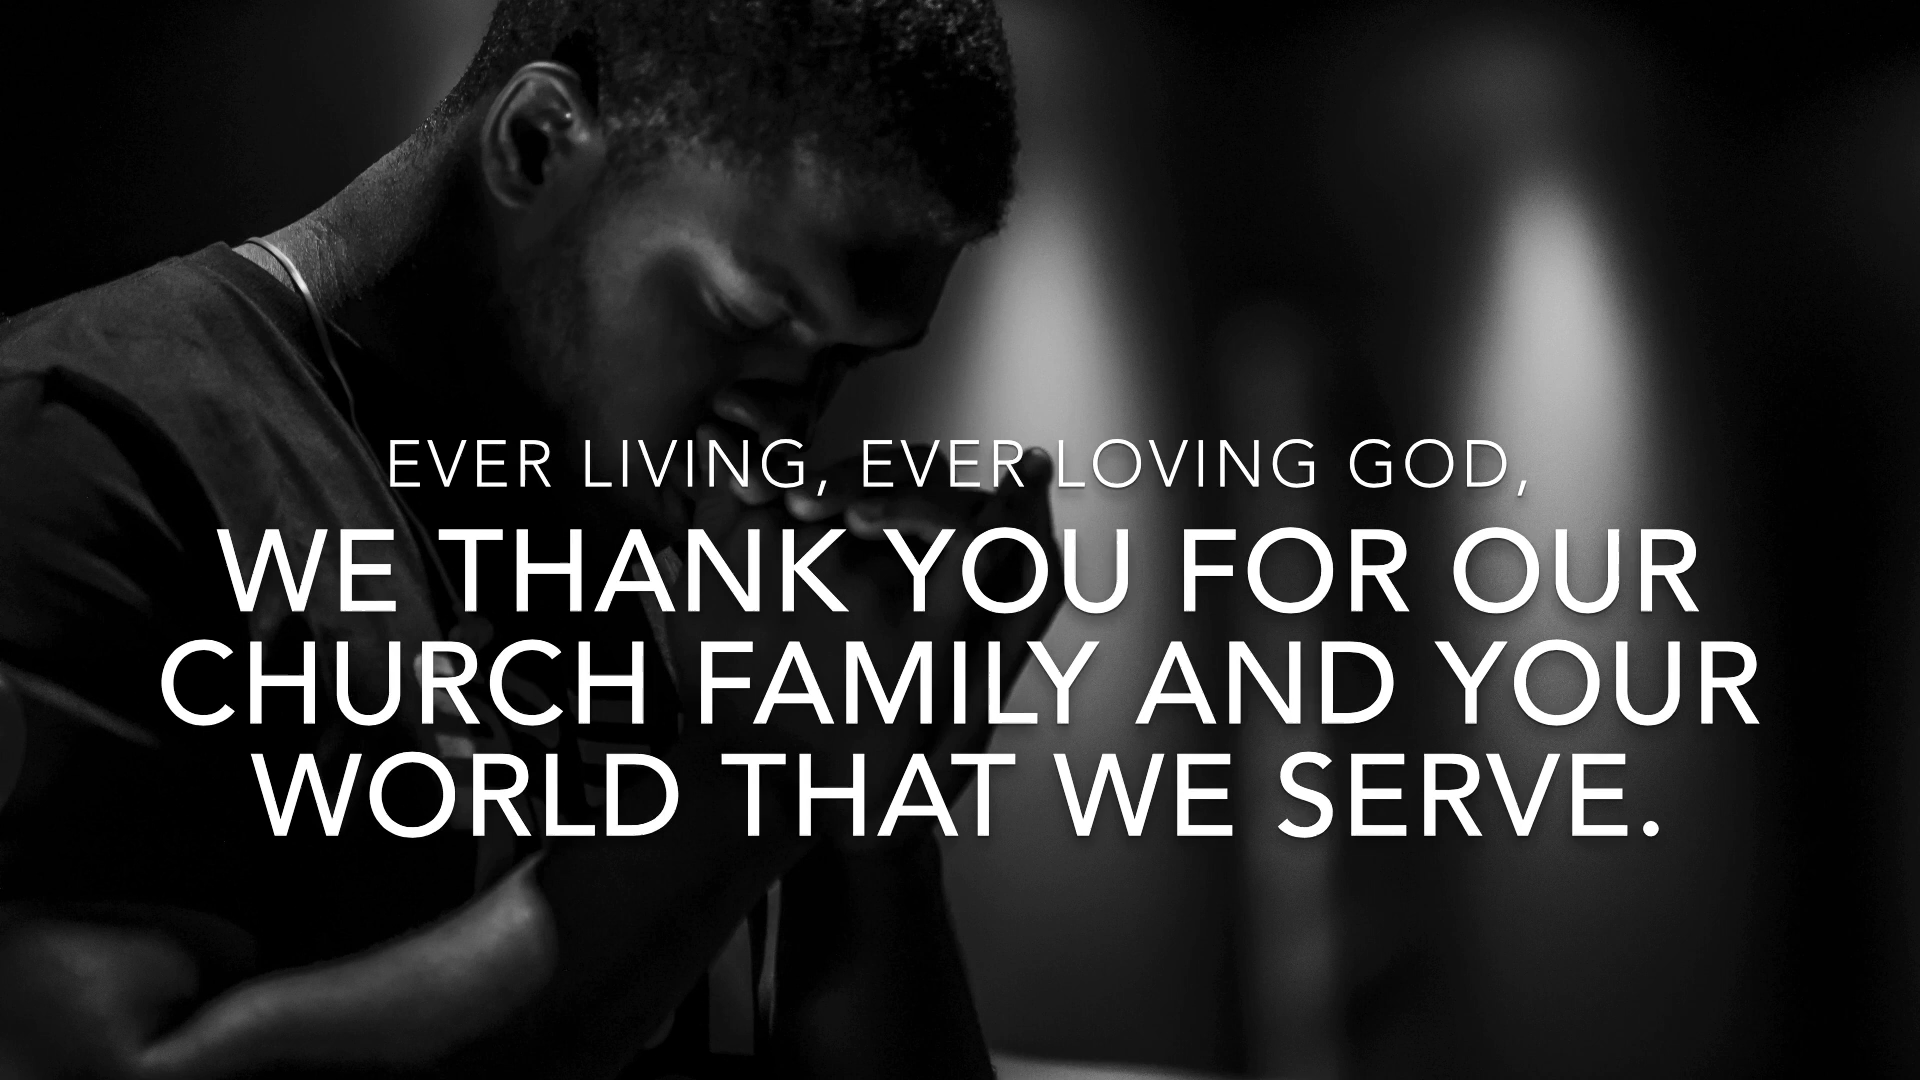 EVER LIVING, EVER LOVING GOD,
WE THANK YOU FOR OUR
CHURCH FAMILY AND YOUR
WORLD THAT WE SERVE.